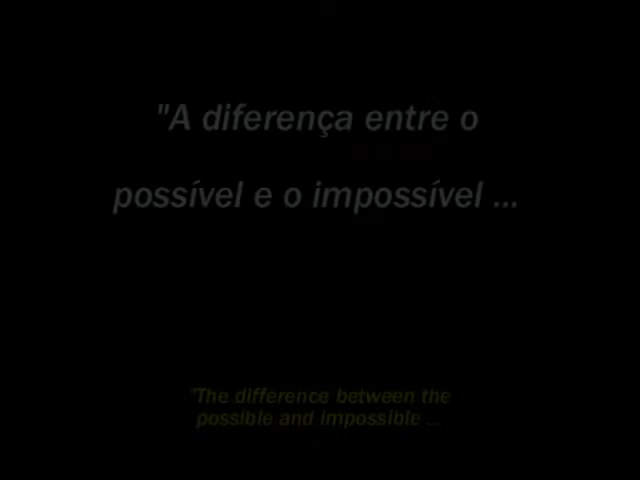 "A diferença entre o
possível e o impossível ...
"The difference between the
possible and impossible ...